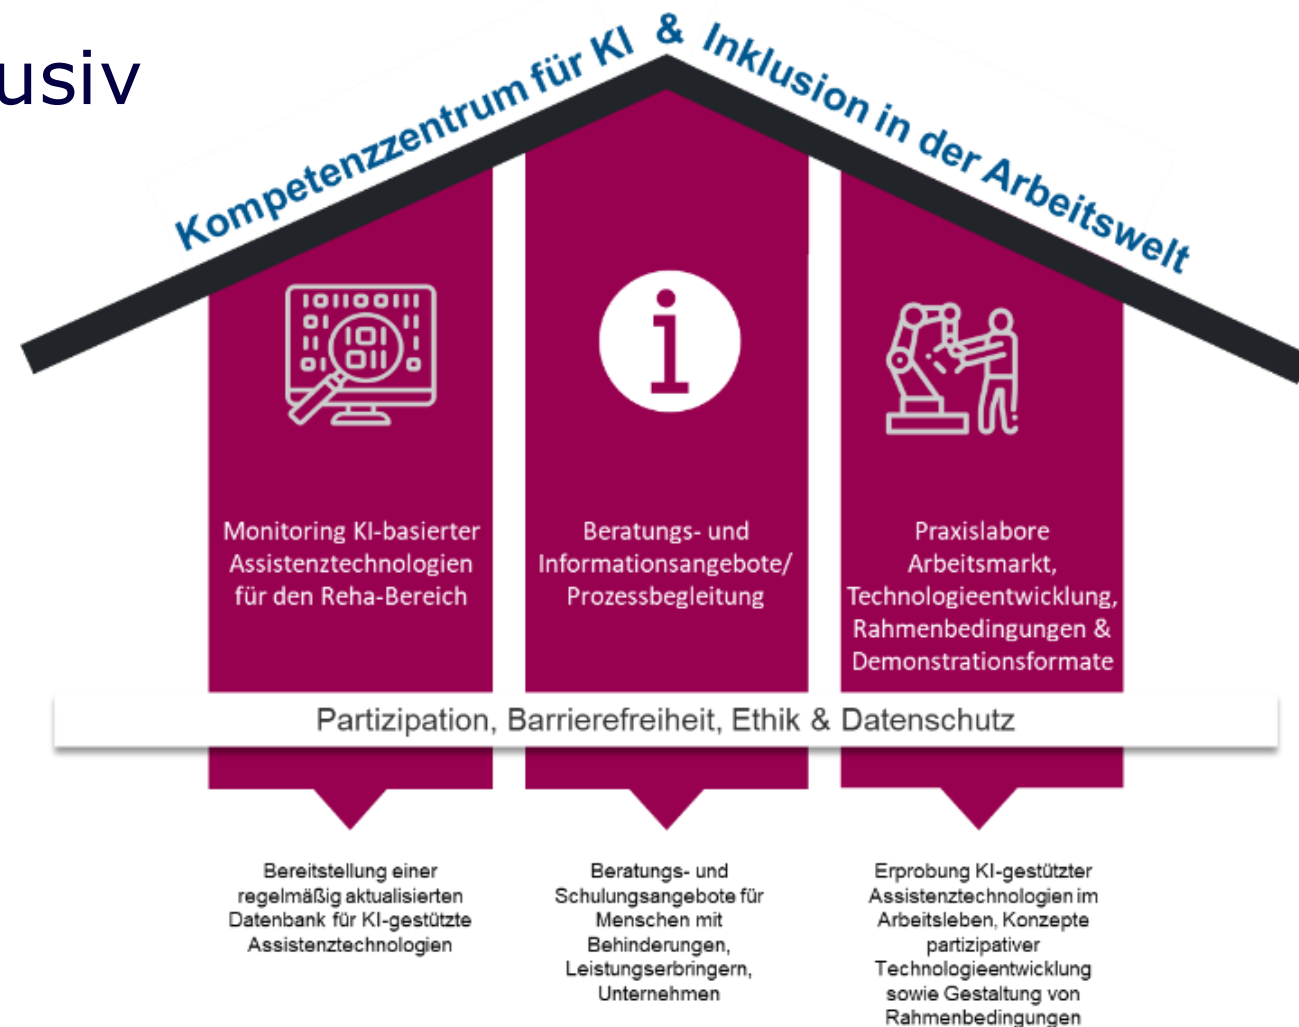 usiv
Kompetenzzentrum für KI & Inklusion in der Arbeitswelt
Monitoring KI-basierter
Assistenztechnologien
für den Reha-Bereich
Beratungs- und
Informationsangebote/
Prozessbegleitung
Praxislabore
Arbeitsmarkt,
Technologieentwicklung,
Rahmenbedingungen &
Demonstrationsformate
Partizipation, Barrierefreiheit, Ethik & Datenschutz
Bereitstellung einer
regelmäßig aktualisierten
Datenbank für KI-gestützte
Assistenztechnologien
Beratungs- und
Schulungsangebote für
Menschen mit
Behinderungen,
Leistungserbringern,
Unternehmen
Erprobung KI-gestützter
Assistenztechnologien im
Arbeitsleben, Konzepte
partizipativer
Technologieentwicklung
sowie Gestaltung von
Rahmenbedingungen